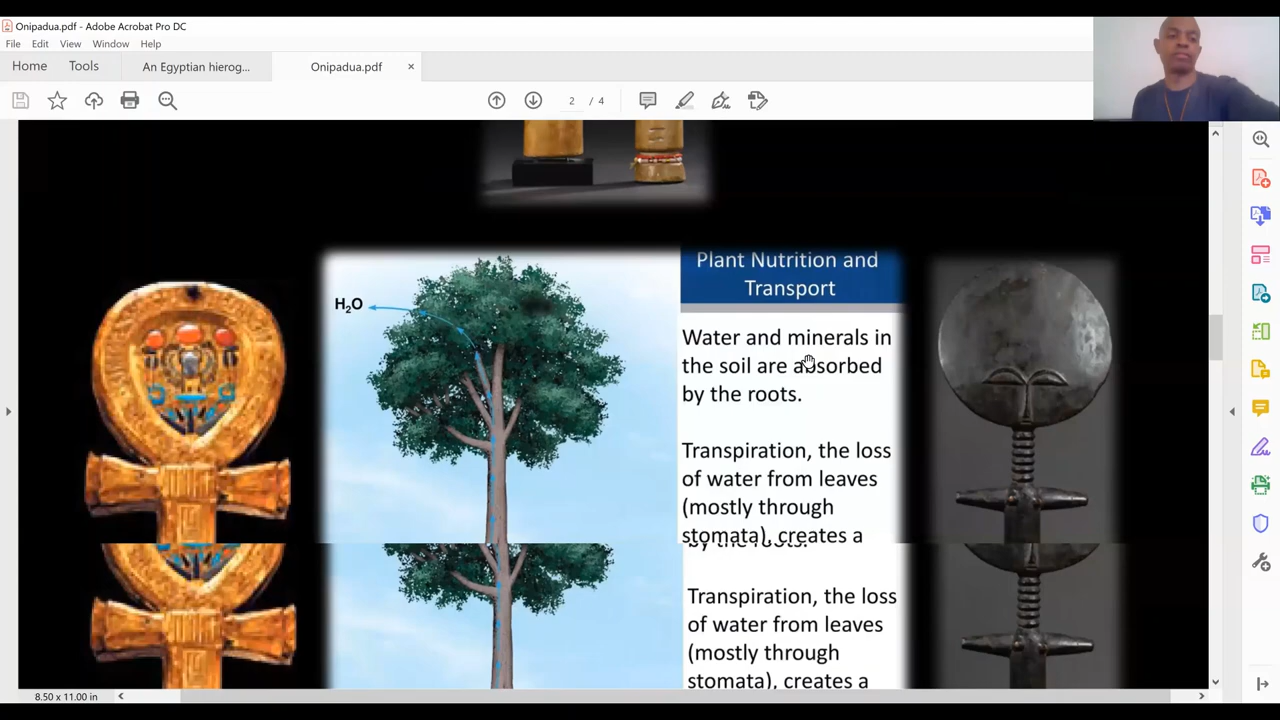 Onipadua.pdf - Adobe Acrobat Pro DC
File Edit View Window Help
Home Tools An Egyptian hierog... Onipadua.pdf ×
2 / 4
Plant Nutrition and
Transport
H₂O
Water and minerals in
the soil are absorbed
by the roots.
Transpiration, the loss
of water from leaves
(mostly through
stomata), creates a
by the roots.
Transpiration, the loss
of water from leaves
(mostly through
stomata), creates a
8.50 x 11.00 in